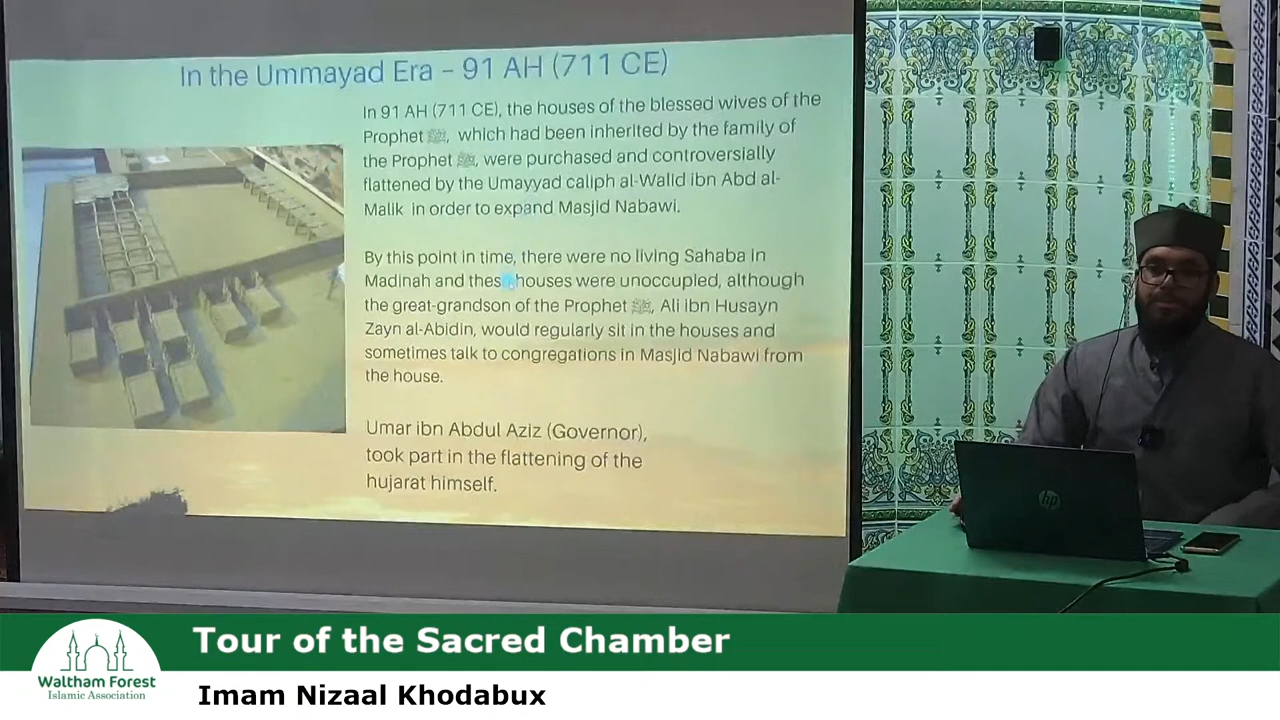 In the Ummayad Era – 91 AH (711 CE)
In 91 AH (711 CE), the houses of the blessed wives of the
Prophet ﷺ, which had been inherited by the family of
the Prophet ﷺ, were purchased and controversially
flattened by the Umayyad caliph al-Walid ibn Abd al-
Malik in order to expand Masjid Nabawi.
By this point in time, there were no living Sahaba in
Madinah and thes houses were unoccupied, although
the great-grandson of the Prophet ﷺ, Ali ibn Husayn
Zayn al-Abidin, would regularly sit in the houses and
sometimes talk to congregations in Masjid Nabawi from
the house.
Umar ibn Abdul Aziz (Governor),
took part in the flattening of the
hujarat himself.
hp
Tour of the Sacred Chamber
Waltham Forest
Islamic Association
Imam Nizaal Khodabux